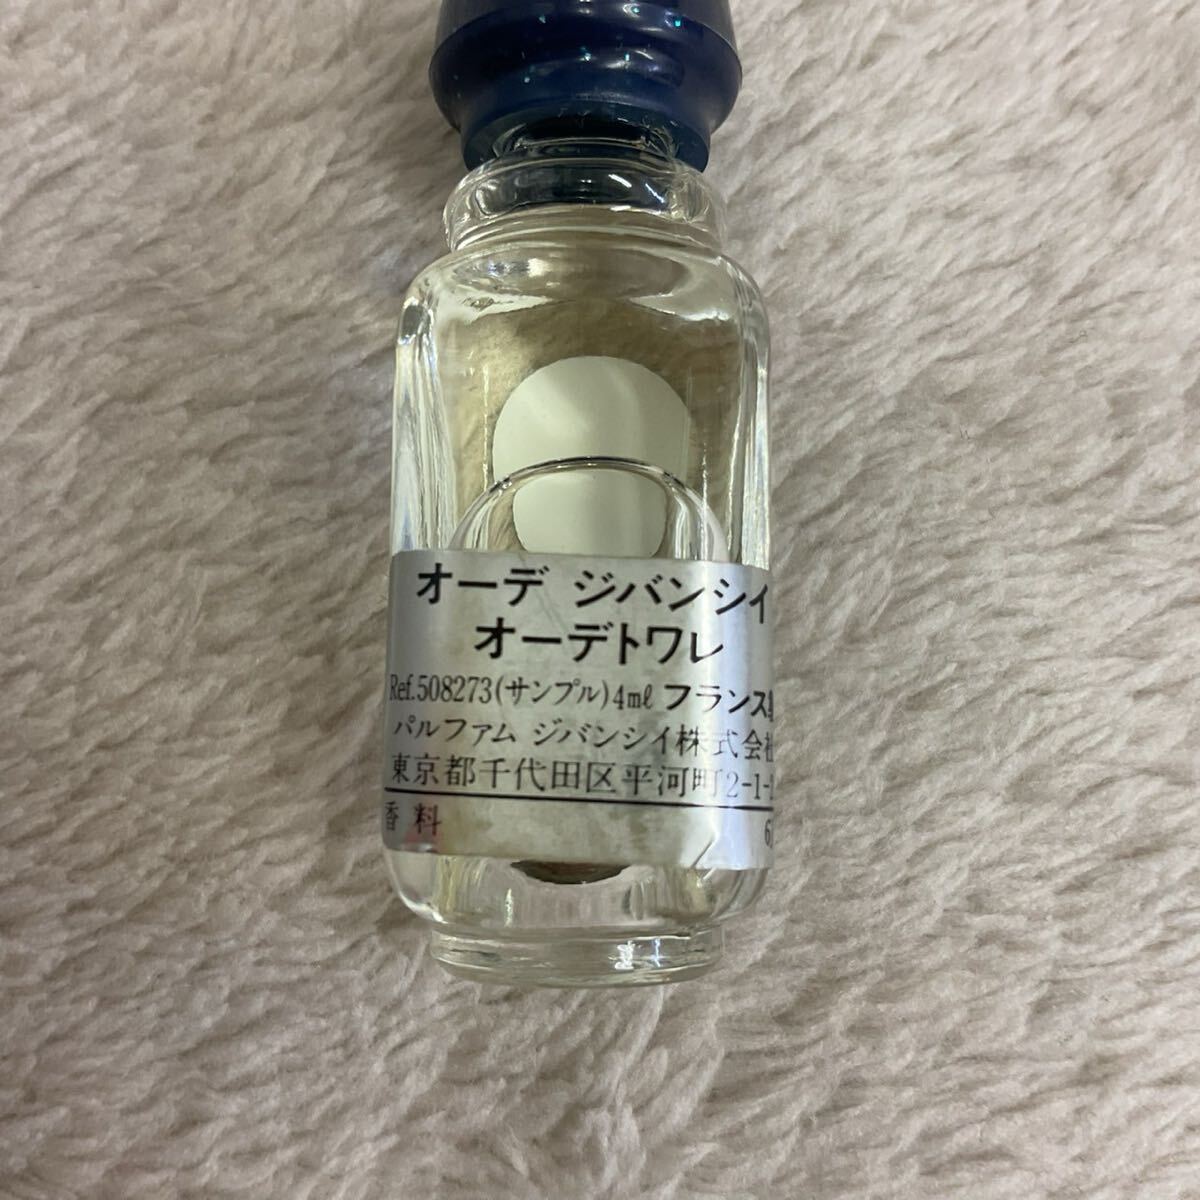 オーデ ジバンシイ
オーデトワレ
Ref.508273(サンプル)4mℓ フランス
パルファム ジバンシイ株式会社
東京都千代田区平河町2-1-
香料